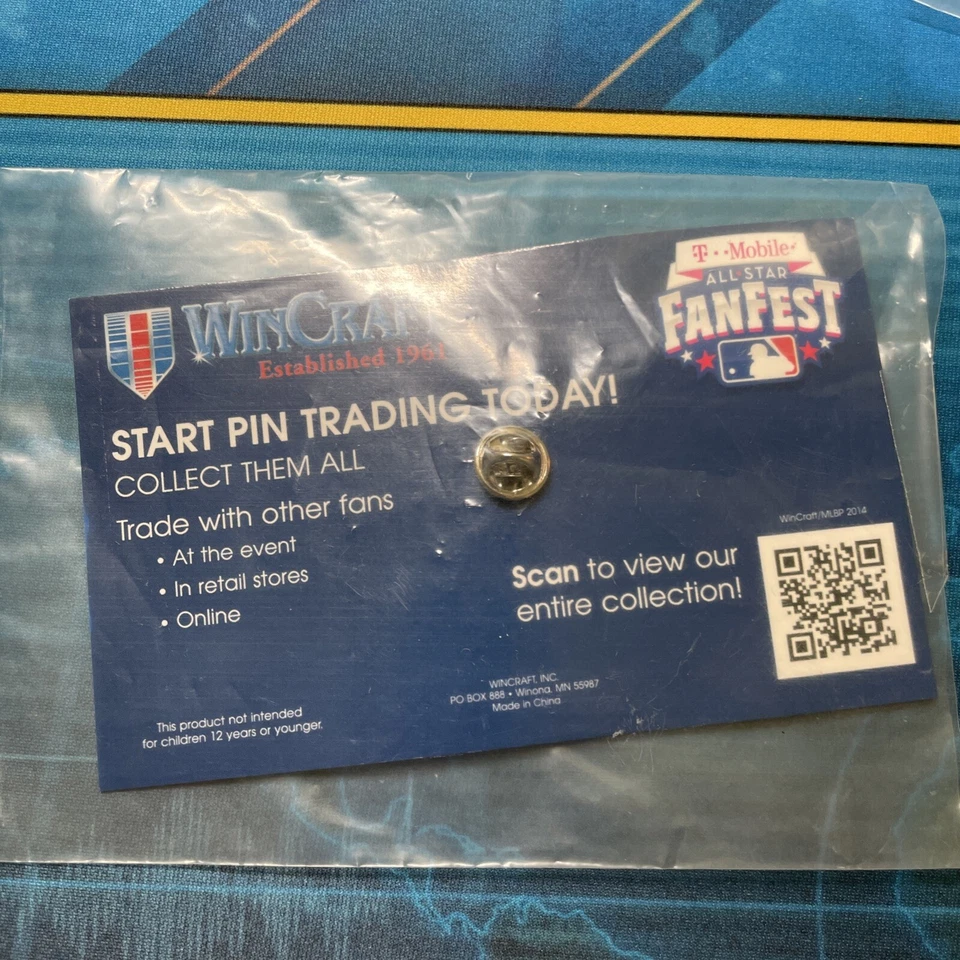 WINCRAFT
Established 1961
T··Mobile·
ALL STAR
FANFEST
START PIN TRADING TODAY!
COLLECT THEM ALL
Trade with other fans
• At the event
• In retail stores
• Online
WinCraft/MLBP 2014
Scan to view our
entire collection!
WINCRAFT, INC.
PO BOX 888 • Winona, MN 55987
Made in China
This product not intended
for children 12 years or younger.